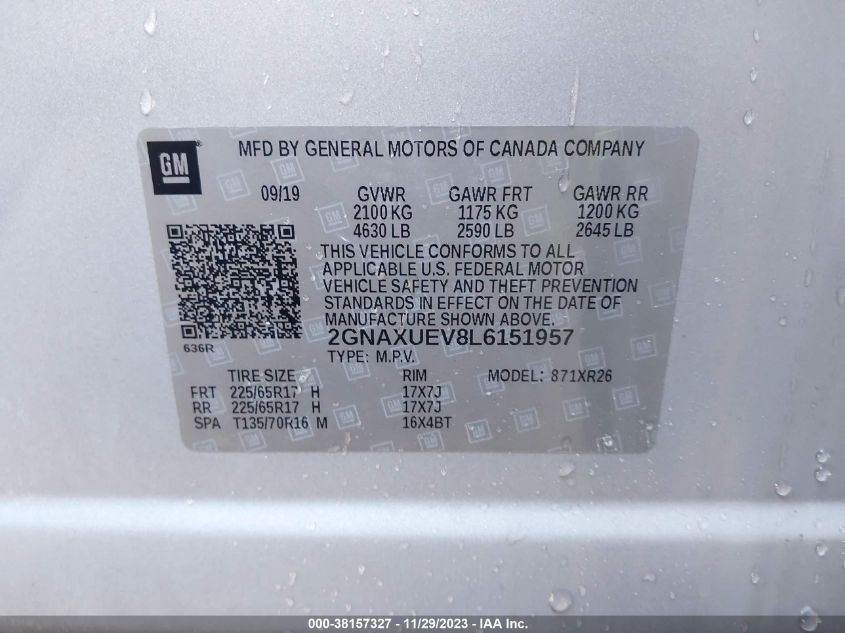 GM
MFD BY GENERAL MOTORS OF CANADA COMPANY
09/19 GVWR GAWR FRT GAWR RR
2100 KG 1175 KG 1200 KG
4630 LB 2590 LB 2645 LB
THIS VEHICLE CONFORMS TO ALL
APPLICABLE U.S. FEDERAL MOTOR
VEHICLE SAFETY AND THEFT PREVENTION
STANDARDS IN EFFECT ON THE DATE OF
MANUFACTURE SHOWN ABOVE.
636R
2GNAXUEV8L6151957
TYPE: M.P.V.
TIRE SIZE RIM MODEL: 871XR26
FRT 225/65R17 H 17X7J
RR 225/65R17 H 17X7J
SPA T135/70R16 M 16X4BT
000-38157327 - 11/29/2023 - IAA Inc.